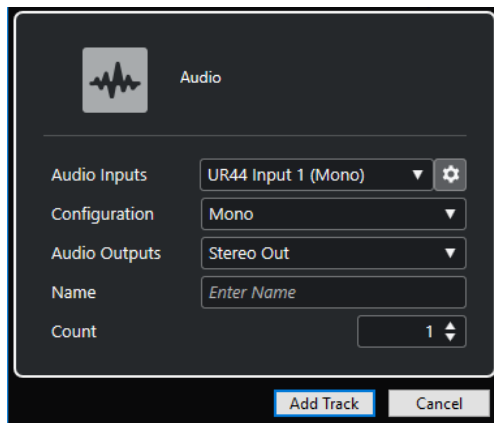 Audio
Audio Inputs UR44 Input 1 (Mono)
Configuration Mono
Audio Outputs Stereo Out
Name Enter Name
Count 1
Add Track Cancel